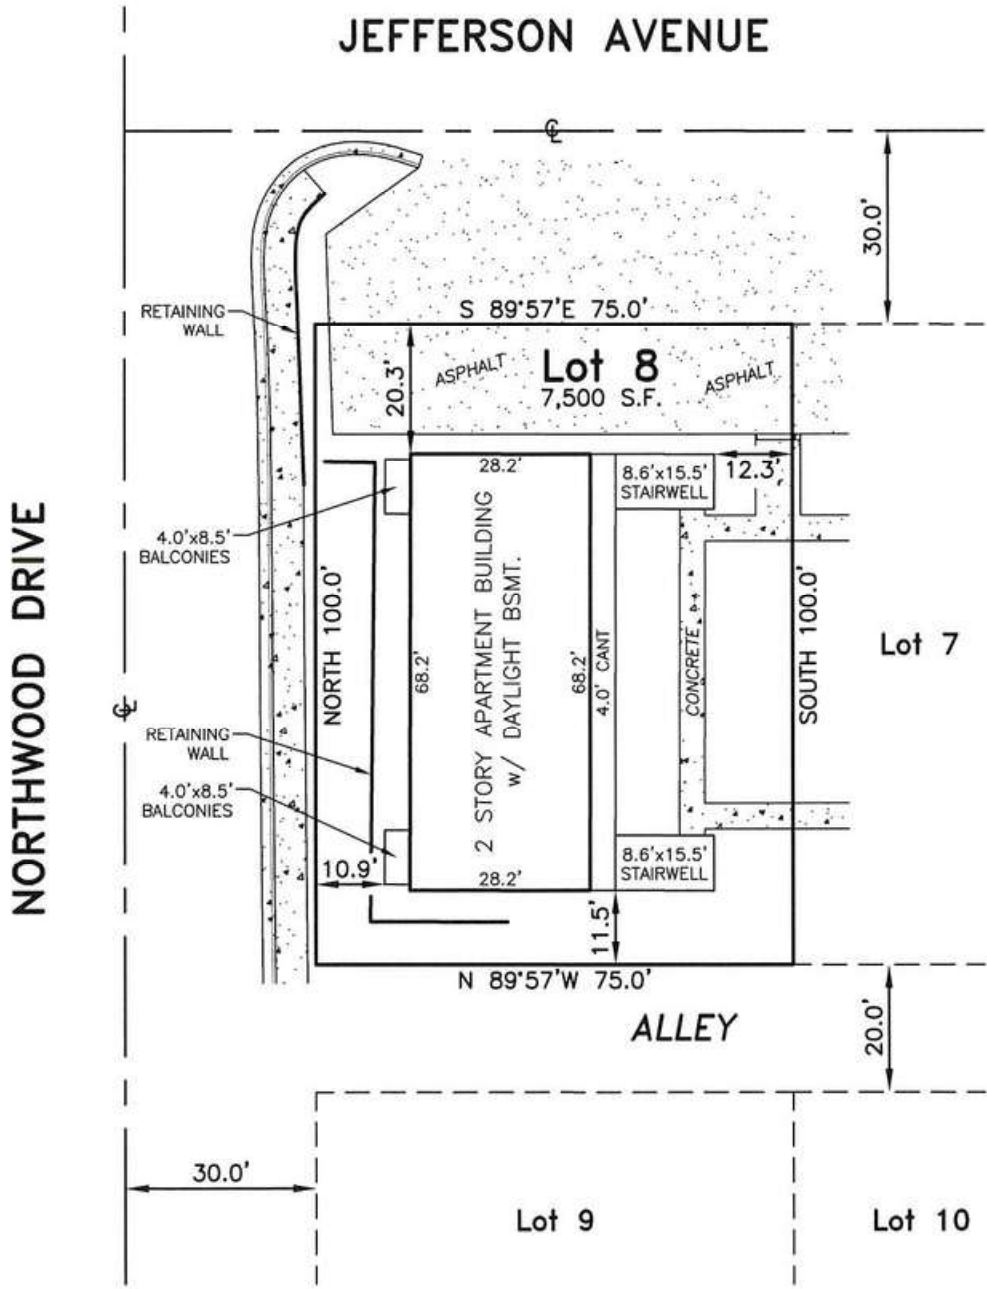 JEFFERSON AVENUE
℄
30.0'
S 89°57'E 75.0'
RETAINING
WALL
20.3'
ASPHALT
Lot 8
7,500 S.F.
ASPHALT
28.2'
8.6'x15.5'
STAIRWELL
12.3'
4.0'x8.5'
BALCONIES
NORTHWOOD DRIVE
℄
NORTH 100.0'
68.2'
2 STORY APARTMENT BUILDING
w/ DAYLIGHT BSMT.
68.2'
4.0' CANT
CONCRETE
SOUTH 100.0'
Lot 7
RETAINING
WALL
4.0'x8.5'
BALCONIES
10.9'
28.2'
8.6'x15.5'
STAIRWELL
11.5'
N 89°57'W 75.0'
ALLEY
20.0'
30.0'
Lot 9
Lot 10